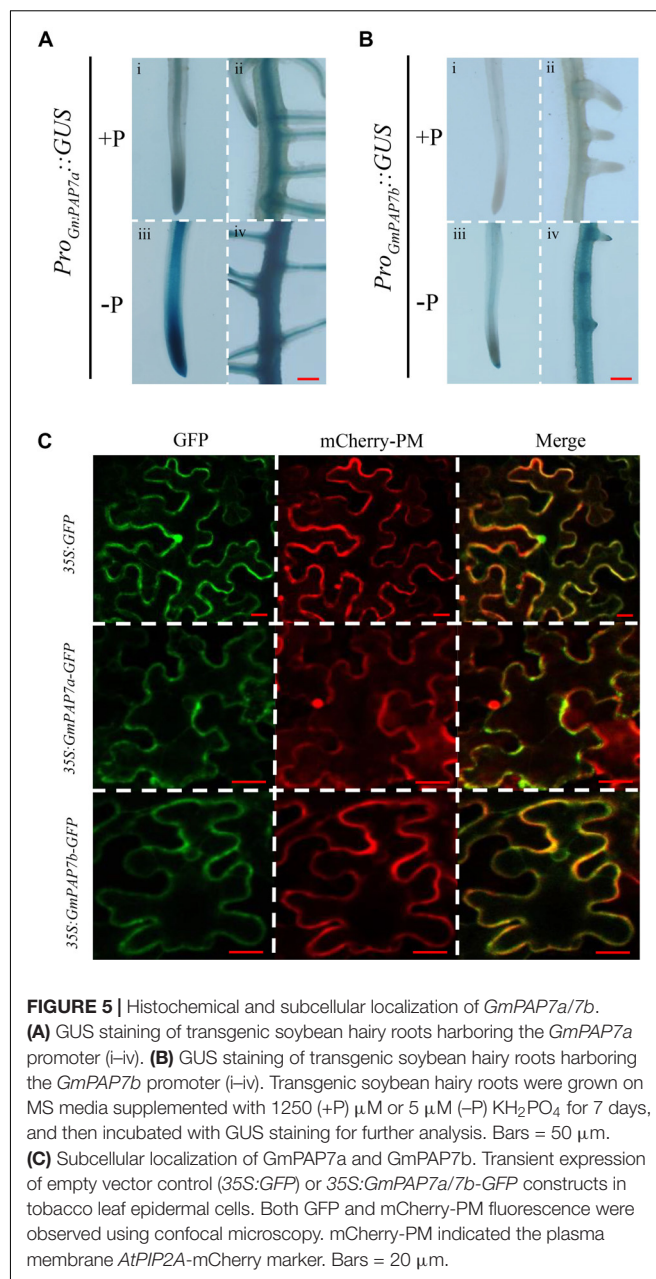 A
B
i
ii
i
ii
+P
+P
ProGmPAP7a::GUS
ProGmPAP7b::GUS
iii
iv
iii
iv
-P
-P
C
GFP
mCherry-PM
Merge
35S:GFP
35S:GmPAP7a-GFP
35S:GmPAP7b-GFP
FIGURE 5 | Histochemical and subcellular localization of GmPAP7a/7b.
(A) GUS staining of transgenic soybean hairy roots harboring the GmPAP7a
promoter (i–iv). (B) GUS staining of transgenic soybean hairy roots harboring
the GmPAP7b promoter (i–iv). Transgenic soybean hairy roots were grown on
MS media supplemented with 1250 (+P) μM or 5 μM (–P) KH₂PO₄ for 7 days,
and then incubated with GUS staining for further analysis. Bars = 50 μm.
(C) Subcellular localization of GmPAP7a and GmPAP7b. Transient expression
of empty vector control (35S:GFP) or 35S:GmPAP7a/7b-GFP constructs in
tobacco leaf epidermal cells. Both GFP and mCherry-PM fluorescence were
observed using confocal microscopy. mCherry-PM indicated the plasma
membrane AtPIP2A-mCherry marker. Bars = 20 μm.